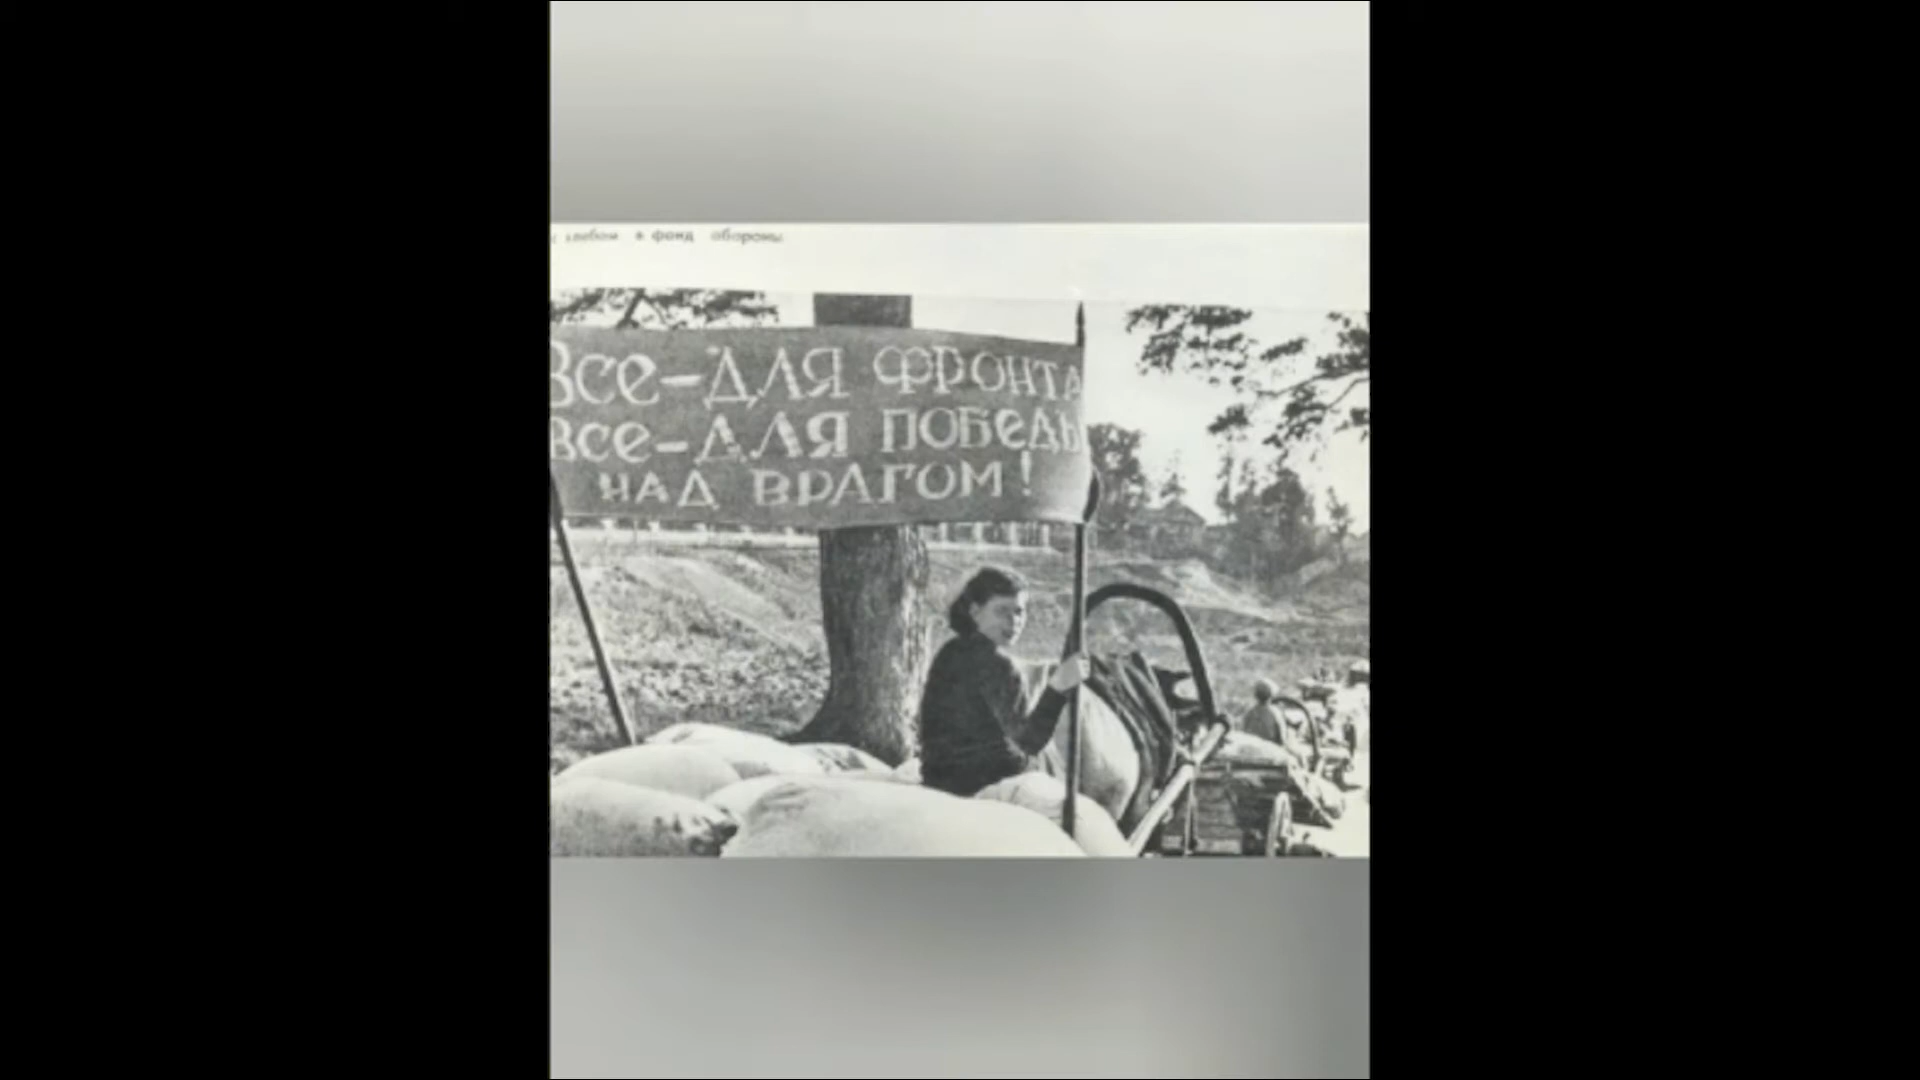 с хлебом в фонд обороны.
Все-для фронта
Все-для победы
над врагом!